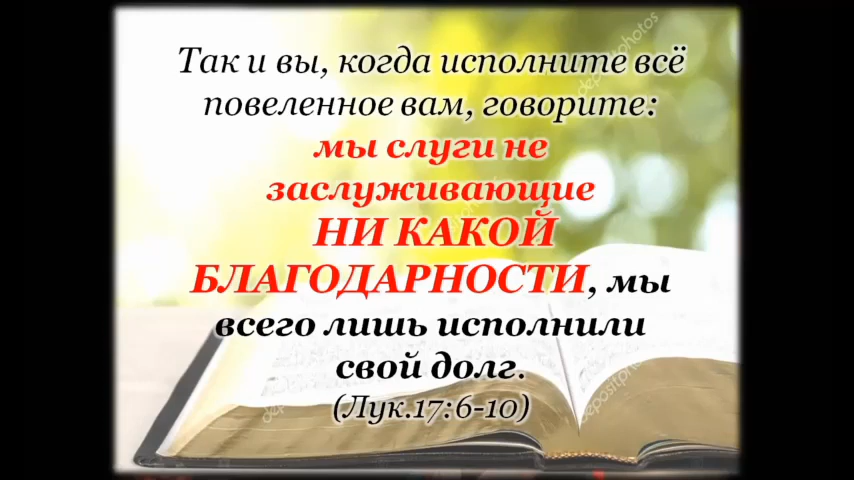 Так и вы, когда исполните всё
повеленное вам, говорите:
мы слуги не
заслуживающие
НИ КАКОЙ
БЛАГОДАРНОСТИ, мы
всего лишь исполнили
свой долг.
(Лук.17:6-10)
depositphotos